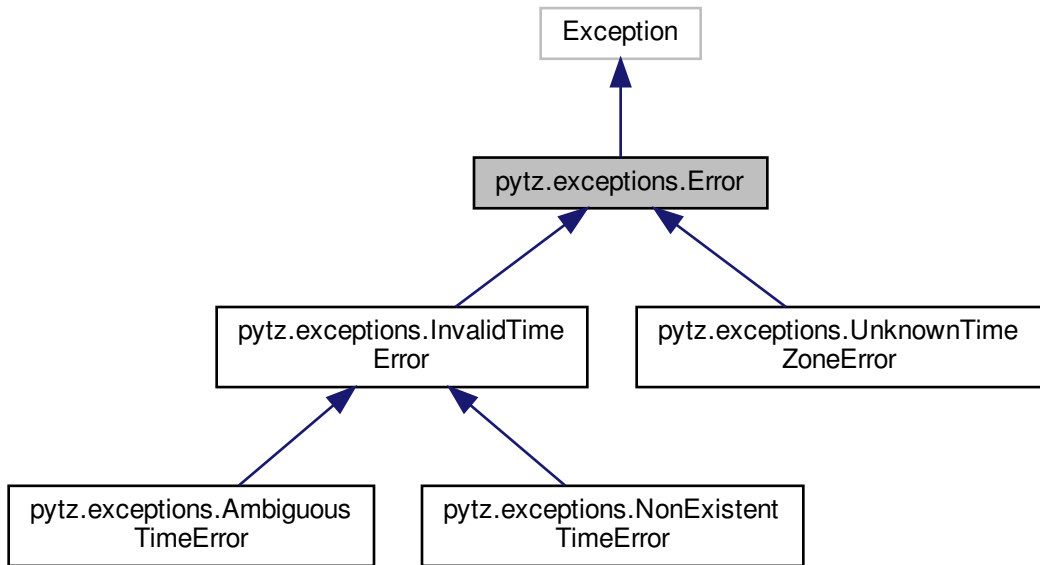 Exception
pytz.exceptions.Error
pytz.exceptions.InvalidTime
Error
pytz.exceptions.UnknownTime
ZoneError
pytz.exceptions.Ambiguous
TimeError
pytz.exceptions.NonExistent
TimeError